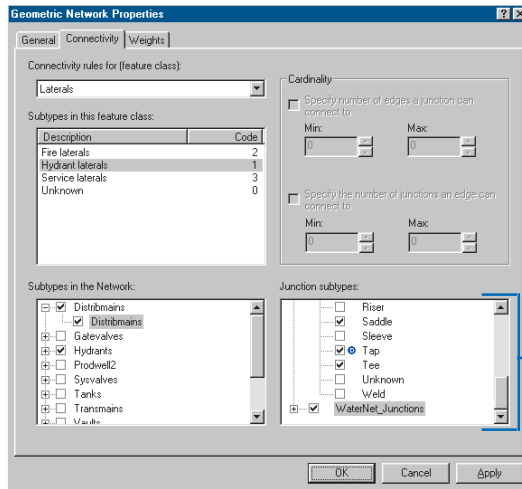 Geometric Network Properties
General Connectivity Weights
Connectivity rules for (feature class):
Laterals
Subtypes in this feature class:
Description Code
Fire laterals 2
Hydrant laterals 1
Service laterals 3
Unknown 0
Cardinality
Specify number of edges a junction can
connect to
Min: Max:
0 0
Specify the number of junctions an edge can
connect to
Min: Max:
0 0
Subtypes in the Network:
Distribmains
Distribmains
Gatevalves
Hydrants
Prodwell2
Sysvalves
Tanks
Transmains
Vaults
Junction subtypes:
Riser
Saddle
Sleeve
D Tap
Tee
Unknown
Weld
WaterNet_Junctions
OK Cancel Apply